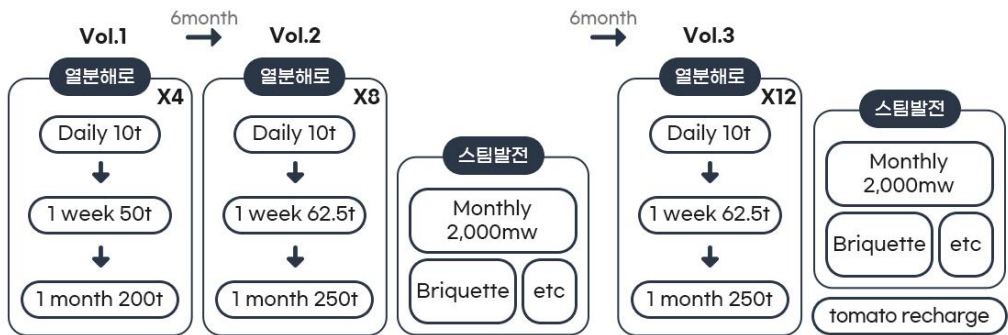 Vol.1
6month
Vol.2
열분해로
X4
Daily 10t
1 week 50t
1 month 200t
열분해로
X8
Daily 10t
1 week 62.5t
1 month 250t
스팀발전
Monthly
2,000mw
Briquette
etc
6month
Vol.3
열분해로
X12
Daily 10t
1 week 62.5t
1 month 250t
스팀발전
Monthly
2,000mw
Briquette
etc
tomato recharge